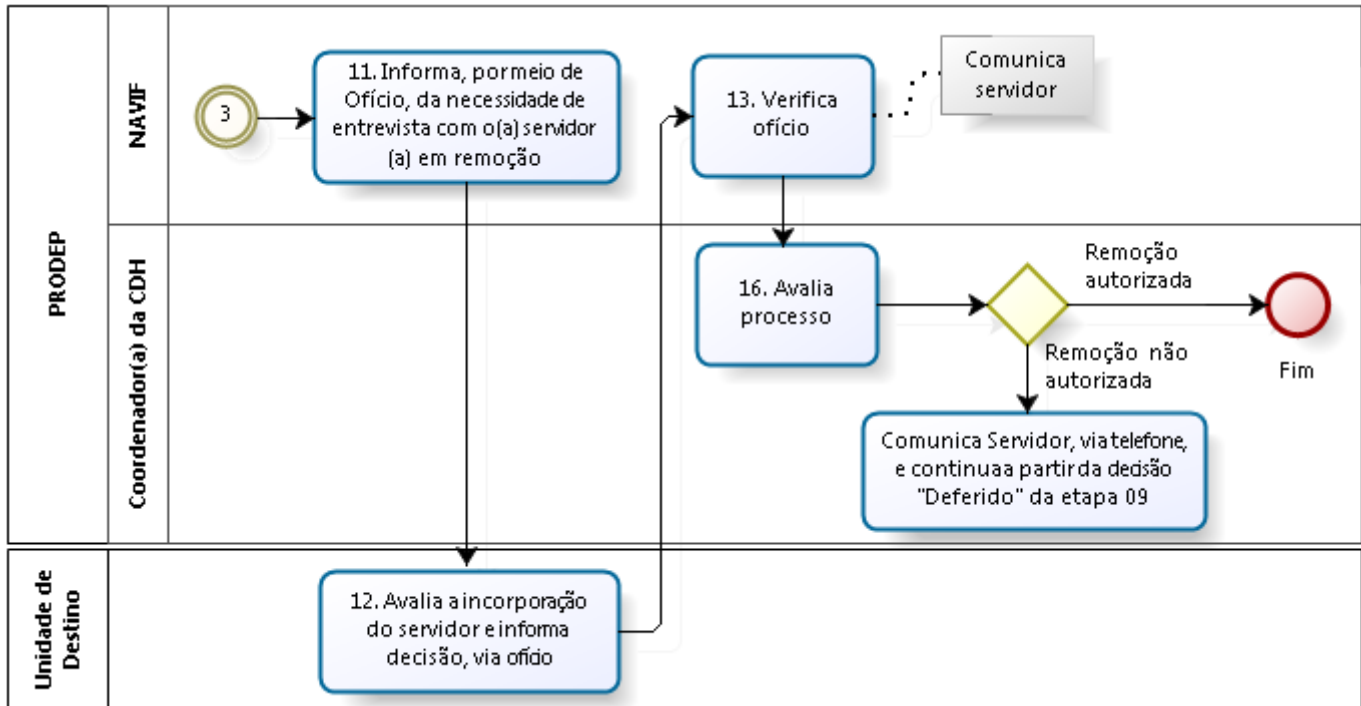 PRODEP
NAVIF
3
11. Informa, por meio de
Ofício, da necessidade de
entrevista com o(a) servidor
(a) em remoção
13. Verifica
ofício
Comunica
servidor
Coordenador(a) da CDH
16. Avalia
processo
Remoção
autorizada
Fim
Remoção não
autorizada
Comunica Servidor, via telefone,
e continua a partir da decisão
"Deferido" da etapa 09
Unidade de
Destino
12. Avalia a incorporação
do servidor e informa
decisão, via ofício